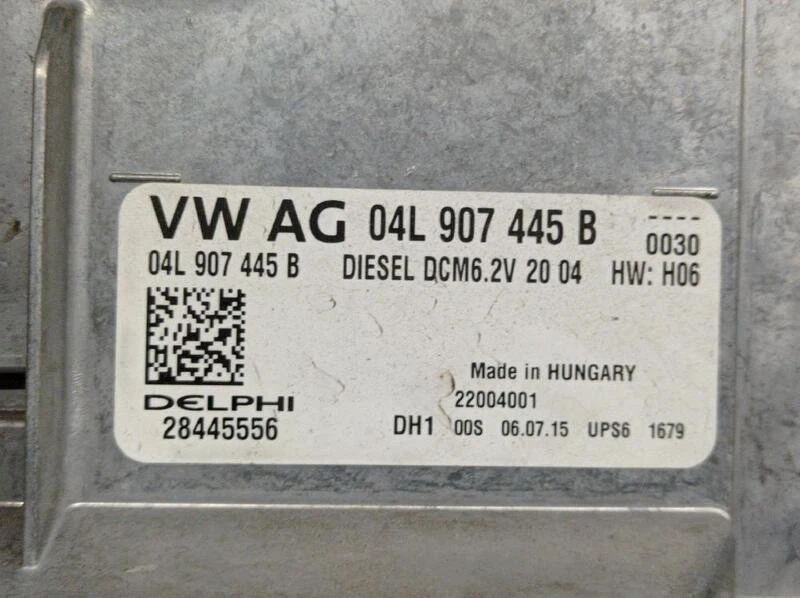 VW AG 04L 907 445 B ----
0030
04L 907 445 B DIESEL DCM6.2V 20 04 HW: H06
Made in HUNGARY
DELPHI 22004001
28445556 DH1 00S 06.07.15 UPS6 1679